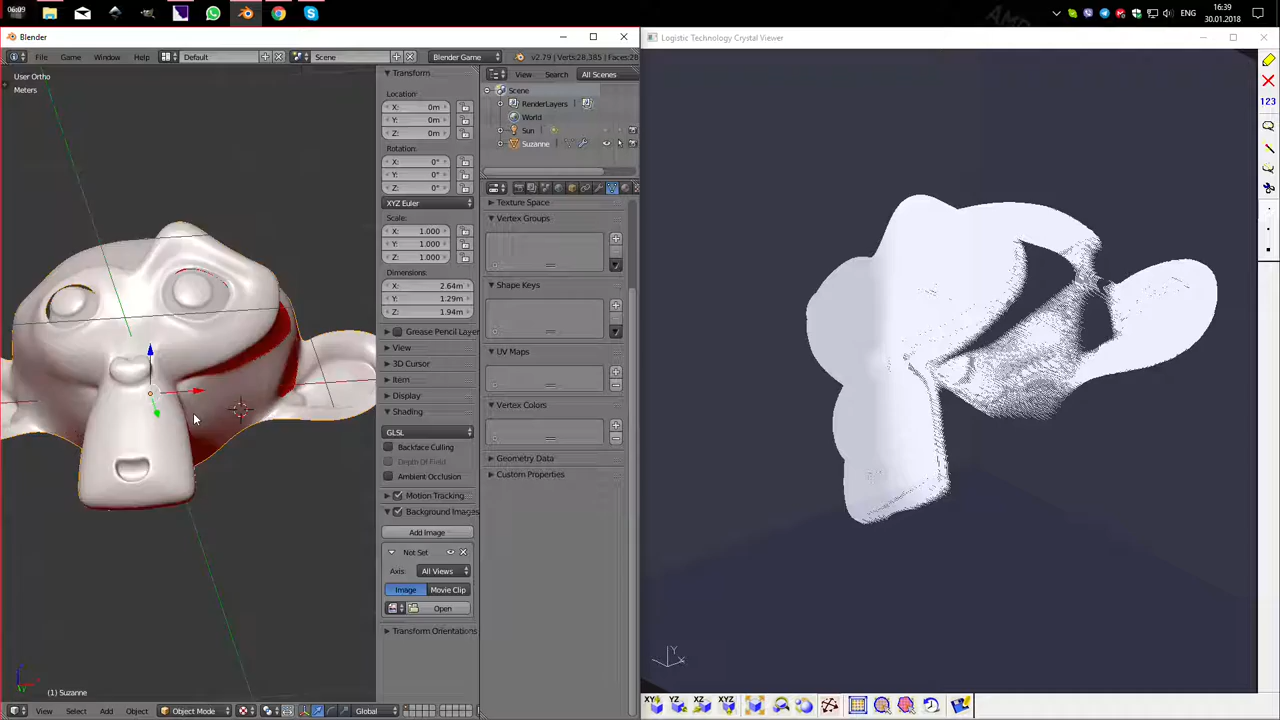 06:09
16:39
ENG
30.01.2018
Blender
Logistic Technology Crystal Viewer
File
Game
Window
Help
Default
Scene
Blender Game
v2.79 | Verts:28,385 | Faces:28
User Ortho
Meters
Transform
Location:
X: 0m
Y: 0m
Z: 0m
Rotation:
X: 0°
Y: 0°
Z: 0°
XYZ Euler
Scale:
X: 1.000
Y: 1.000
Z: 1.000
Dimensions:
X: 2.64m
Y: 1.29m
Z: 1.94m
Grease Pencil Layer
View
3D Cursor
Item
Display
Shading
GLSL
Backface Culling
Depth Of Field
Ambient Occlusion
Motion Tracking
Background Images
Add Image
Not Set
Axis: All Views
Image Movie Clip
Open
Transform Orientations
View
Search
All Scenes
Scene
RenderLayers
World
Sun
Suzanne
Texture Space
Vertex Groups
Shape Keys
UV Maps
Vertex Colors
Geometry Data
Custom Properties
123
Y
X
(1) Suzanne
View
Select
Add
Object
Object Mode
Global
XY
YZ
XZ
XYZ